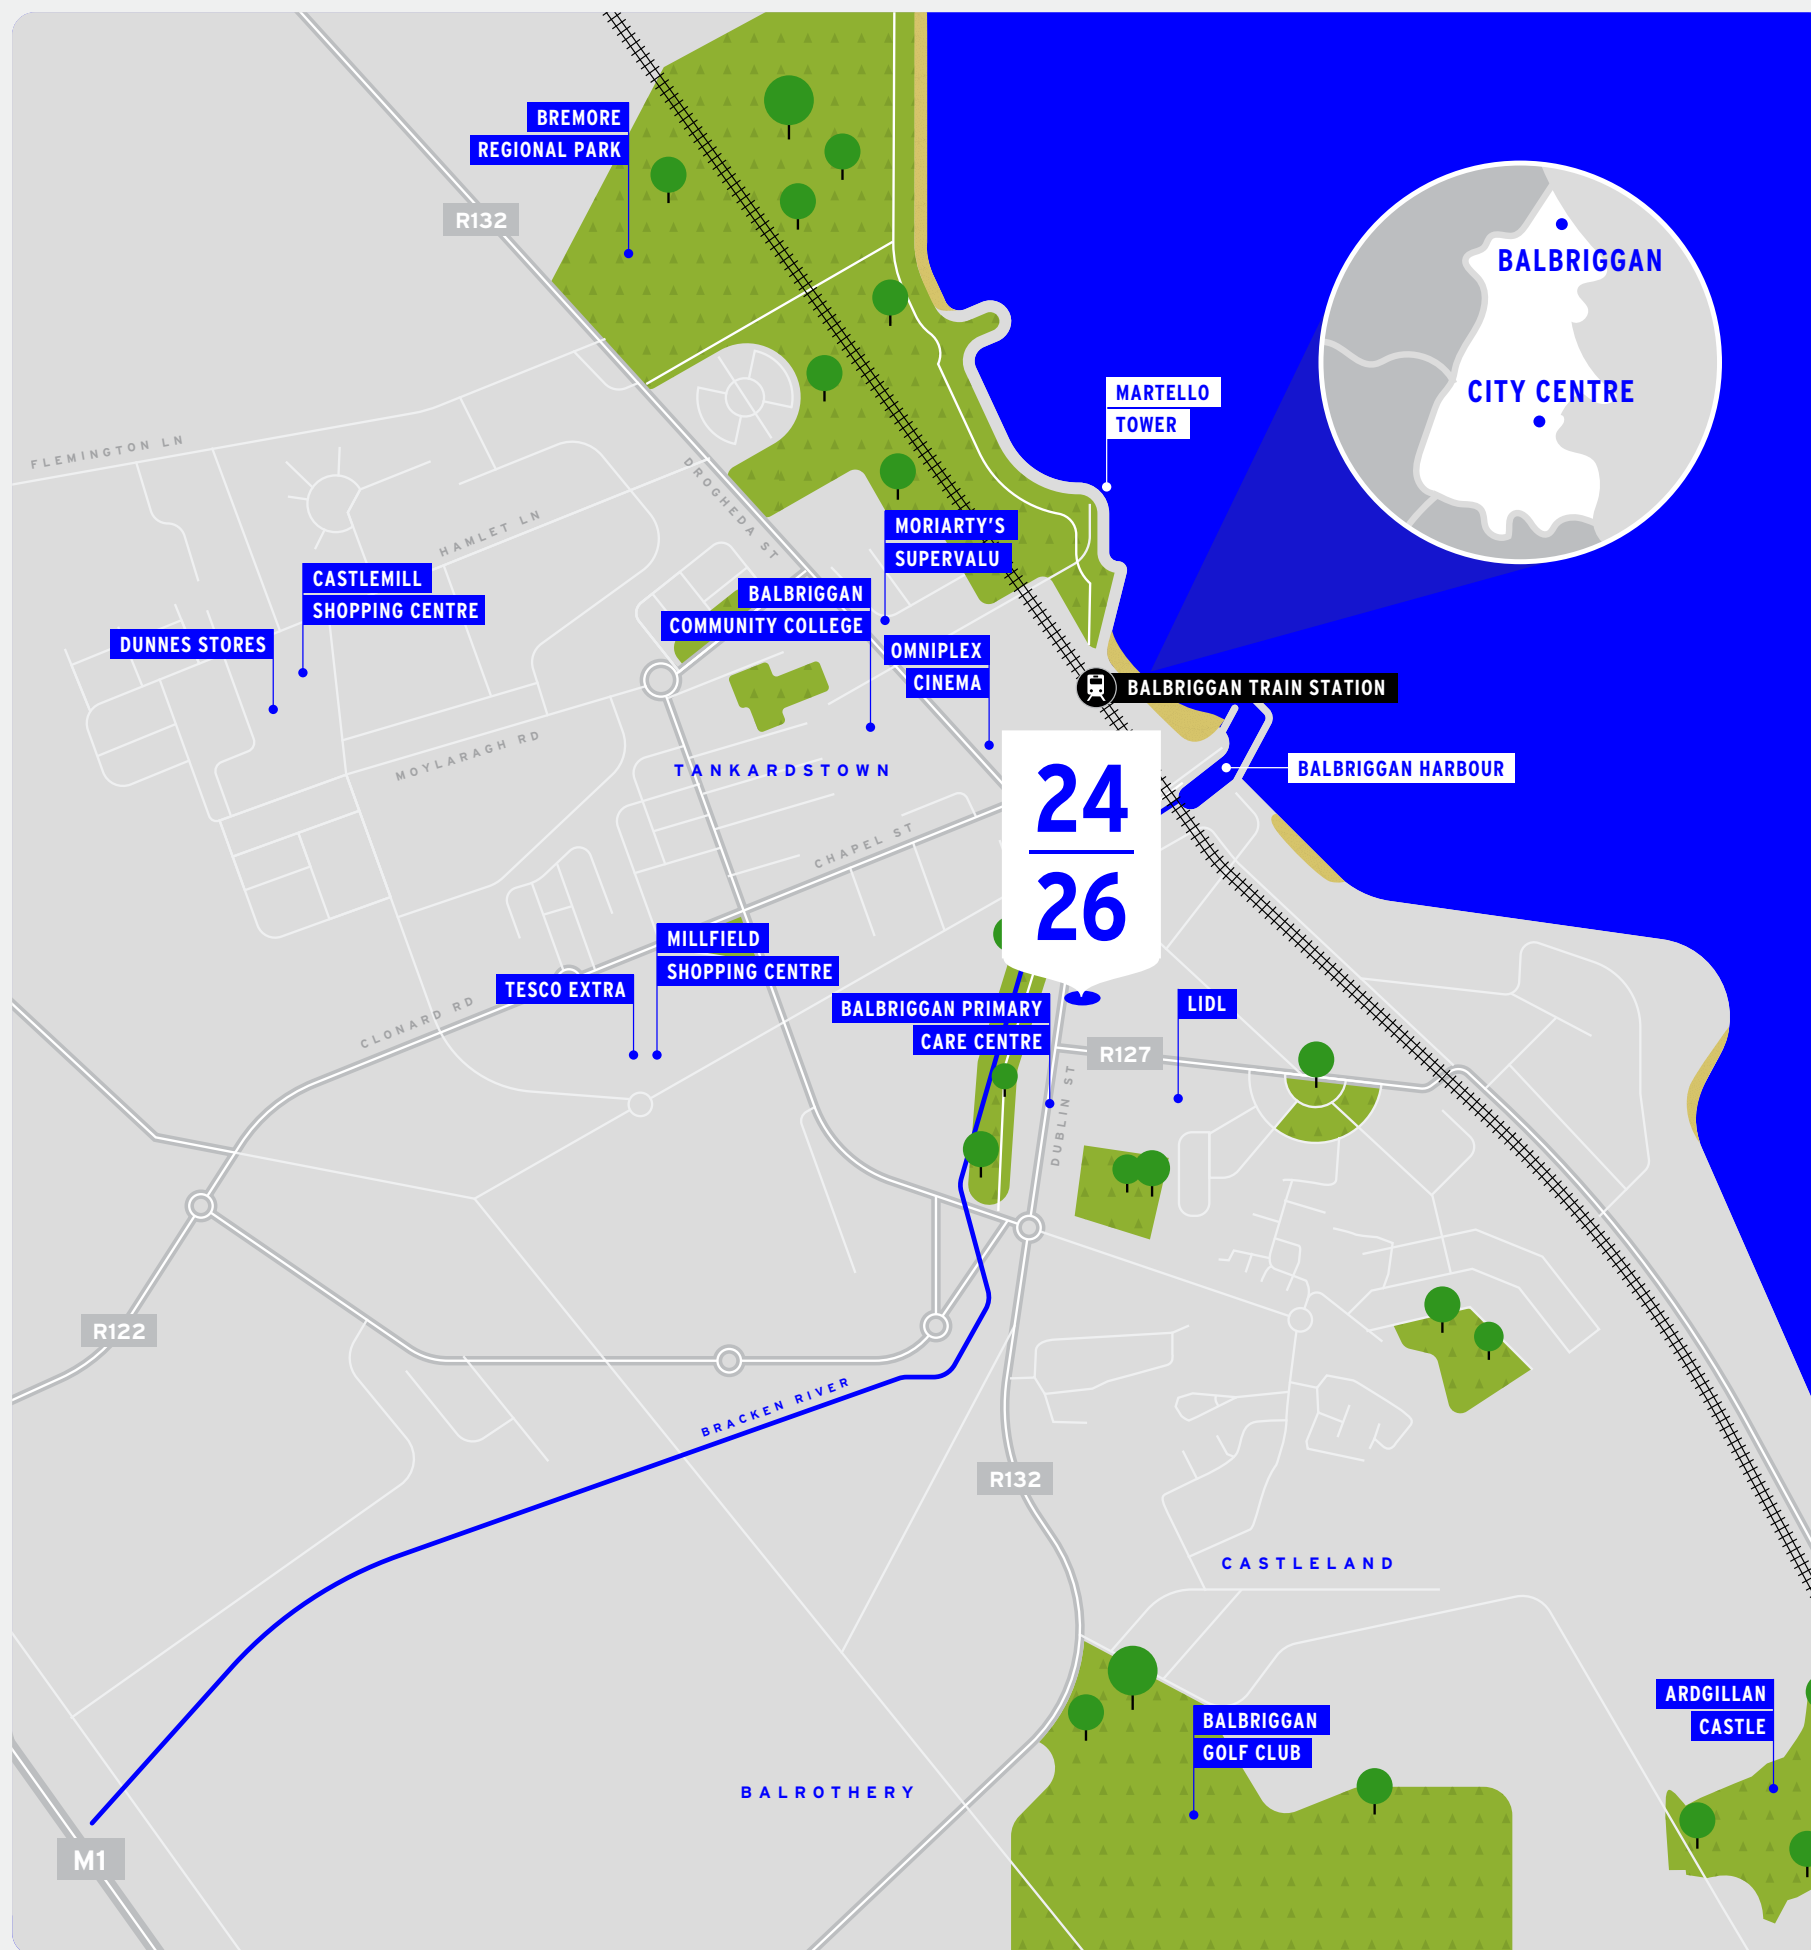 BREMORE
REGIONAL PARK
R132
BALBRIGGAN
CITY CENTRE
MARTELLO
TOWER
FLEMINGTON LN
DROGHEDA ST
HAMLET LN
MORIARTY'S
SUPERVALU
CASTLEMILL
SHOPPING CENTRE
BALBRIGGAN
COMMUNITY COLLEGE
DUNNES STORES
OMNIPLEX
CINEMA
BALBRIGGAN TRAIN STATION
MOYLARAGH RD
TANKARDSTOWN
BALBRIGGAN HARBOUR
24
26
CHAPEL ST
MILLFIELD
SHOPPING CENTRE
TESCO EXTRA
CLONARD RD
BALBRIGGAN PRIMARY
CARE CENTRE
LIDL
R127
DUBLIN ST
R122
BRACKEN RIVER
R132
CASTLELAND
ARDGILLAN
CASTLE
BALBRIGGAN
GOLF CLUB
BALROTHERY
M1